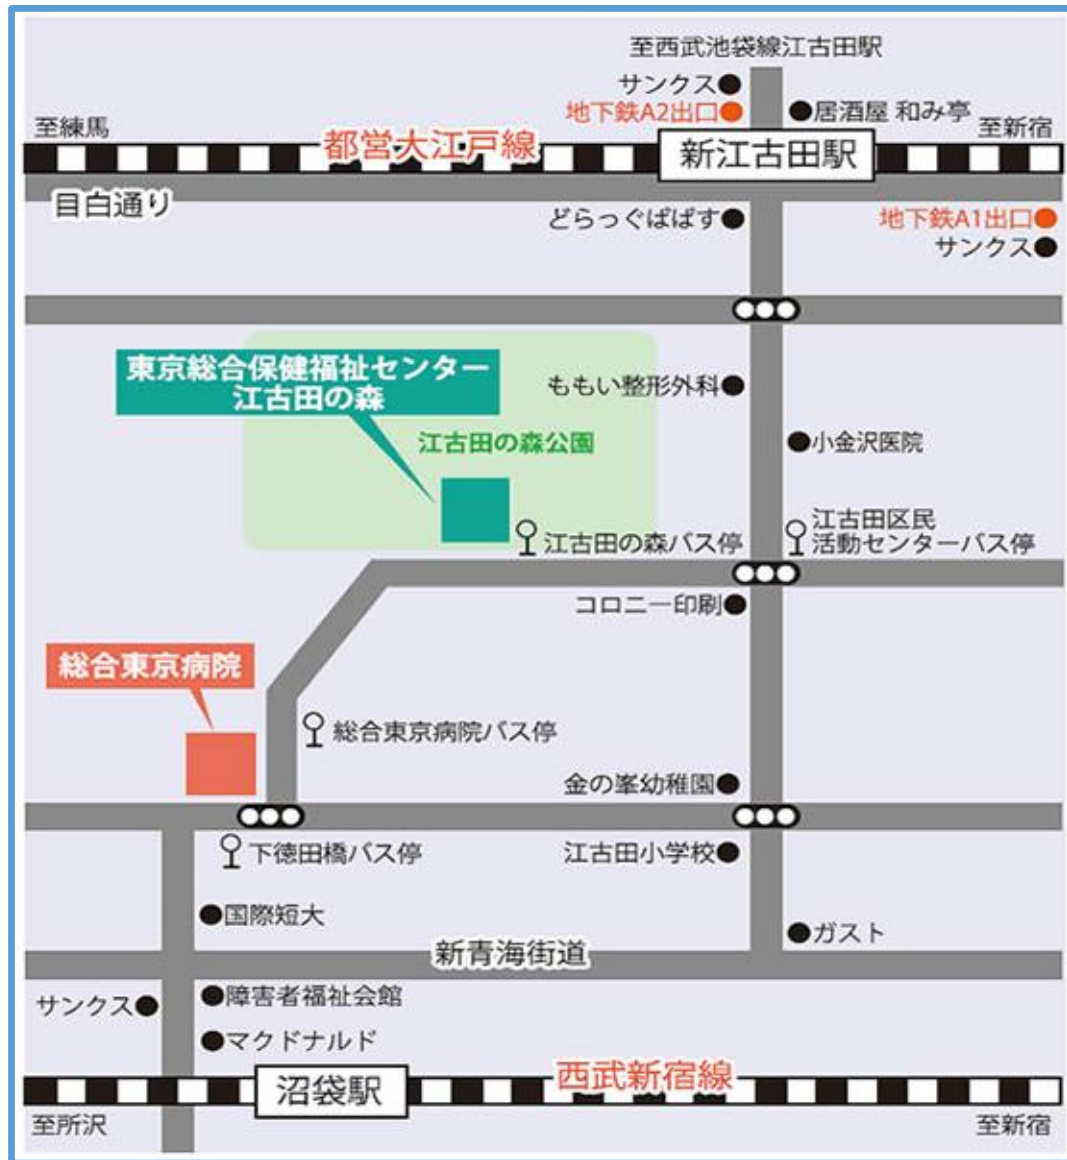 至西武池袋線江古田駅
サンクス
地下鉄A2出口
居酒屋 和み亭
至練馬
都営大江戸線
新江古田駅
至新宿
目白通り
どらっぐぱぱす
地下鉄A1出口
サンクス
東京総合保健福祉センター
江古田の森
江古田の森公園
ももい整形外科
小金沢医院
江古田の森バス停
江古田区民
活動センターバス停
コロニー印刷
総合東京病院
総合東京病院バス停
金の峯幼稚園
下徳田橋バス停
江古田小学校
国際短大
ガスト
新青海街道
サンクス
障害者福祉会館
マクドナルド
沼袋駅
西武新宿線
至所沢
至新宿